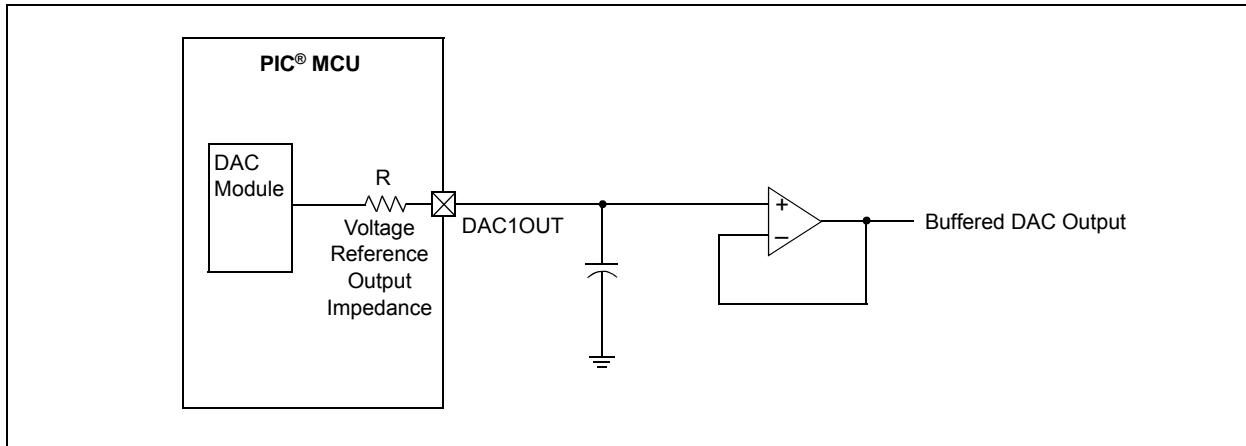 PIC® MCU
DAC
Module
R
Voltage
Reference
Output
Impedance
DAC1OUT
+
–
Buffered DAC Output